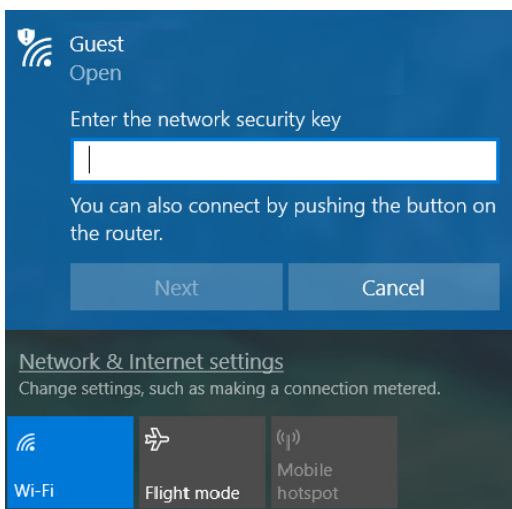 Guest
Open
Enter the network security key
You can also connect by pushing the button on
the router.
Next
Cancel
Network & Internet settings
Change settings, such as making a connection metered.
Wi-Fi
Flight mode
Mobile
hotspot